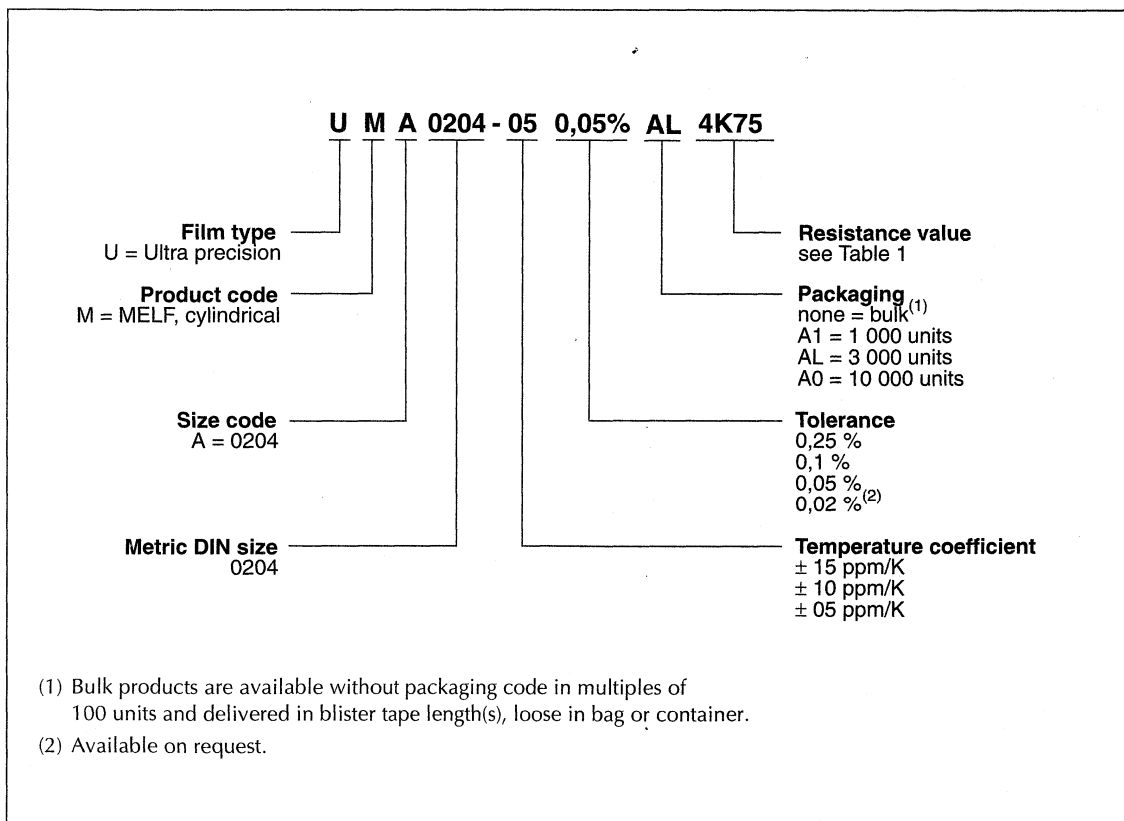 U M A 0204 - 05 0,05% AL 4K75
Film type
U = Ultra precision
Product code
M = MELF, cylindrical
Size code
A = 0204
Metric DIN size
0204
Resistance value
see Table 1
Packaging
none = bulk(1)
A1 = 1 000 units
AL = 3 000 units
A0 = 10 000 units
Tolerance
0,25 %
0,1 %
0,05 %
0,02 %(2)
Temperature coefficient
± 15 ppm/K
± 10 ppm/K
± 05 ppm/K
(1) Bulk products are available without packaging code in multiples of
100 units and delivered in blister tape length(s), loose in bag or container.
(2) Available on request.